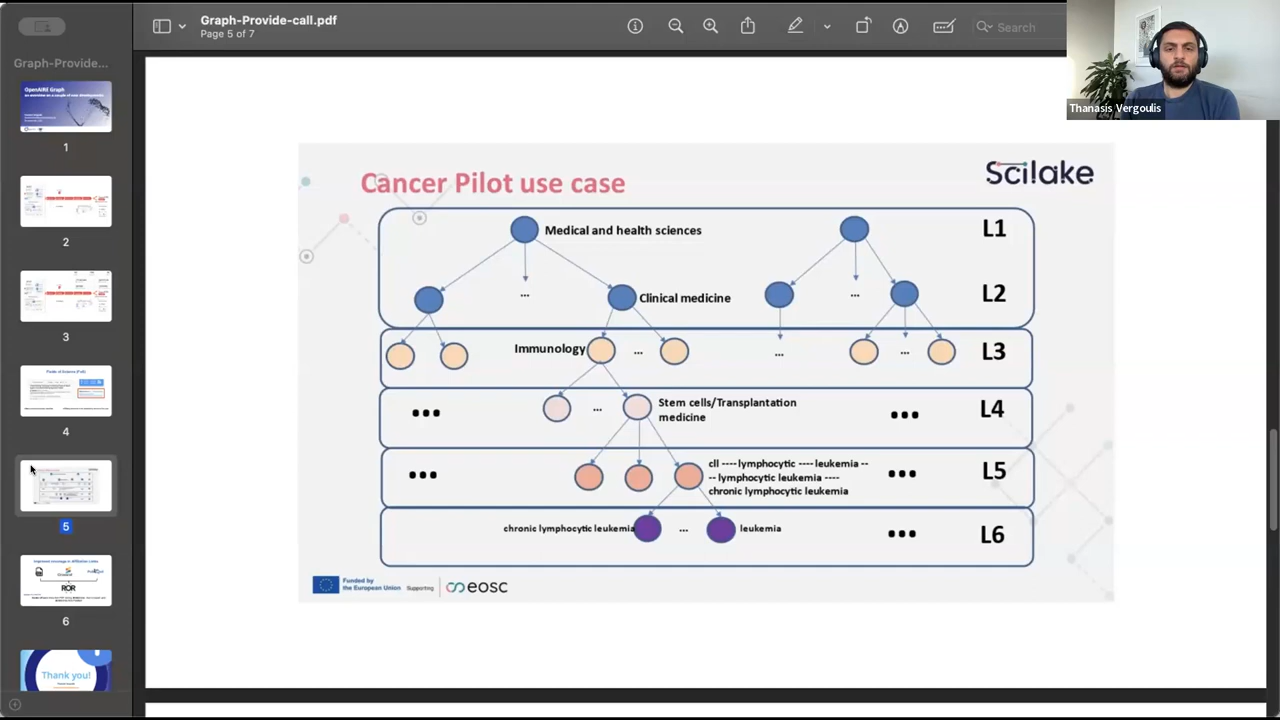 Graph-Provide-call.pdf
Page 5 of 7
Search
Thanasis Vergoulis
Graph-Provide...
OpenAIRE Graph
1
2
3
4
5
6
Thank you!
Cancer Pilot use case
Scilake
Medical and health sciences
L1
...
Clinical medicine
...
L2
Immunology
...
...
...
L3
...
...
Stem cells/Transplantation
medicine
...
L4
...
cll ---- lymphocytic ---- leukemia --
-- lymphocytic leukemia ----
chronic lymphocytic leukemia
...
L5
chronic lymphocytic leukemia
...
leukemia
...
L6
Funded by
the European Union
Supporting
eosc